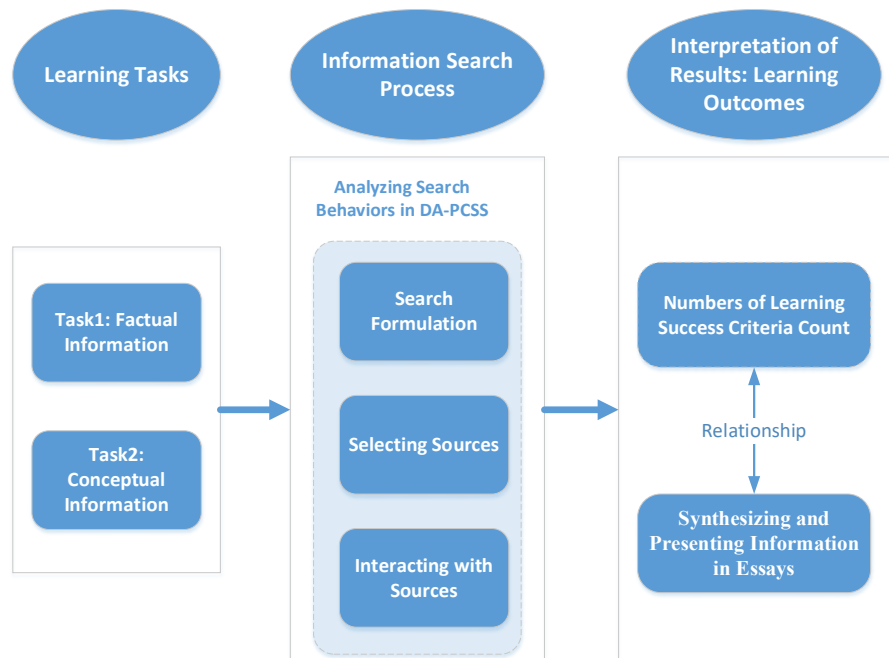 Learning Tasks
Information Search
Process
Interpretation of
Results: Learning
Outcomes
Task1: Factual
Information
Task2:
Conceptual
Information
Analyzing Search
Behaviors in DA-PCSS
Search
Formulation
Selecting Sources
Interacting with
Sources
Numbers of Learning
Success Criteria Count
Relationship
Synthesizing and
Presenting Information
in Essays